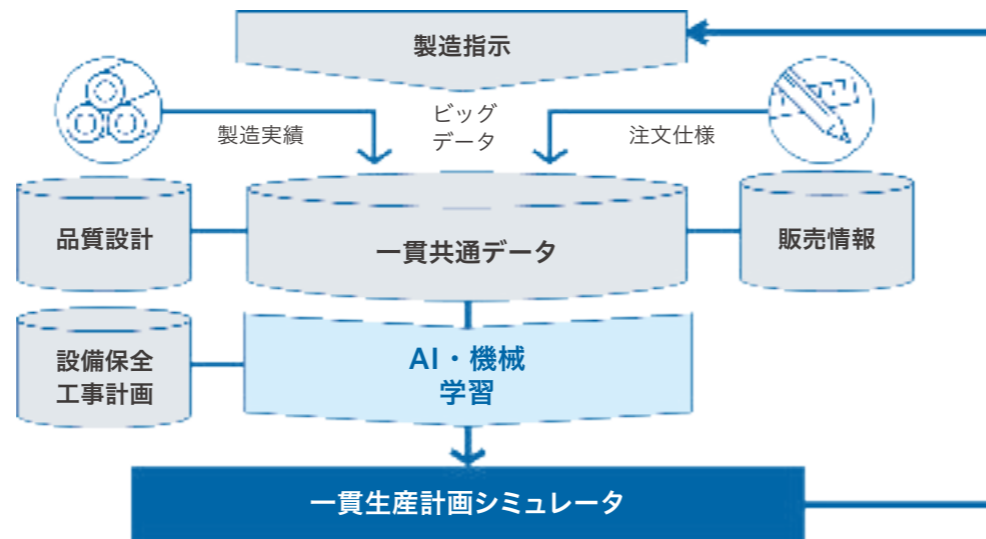 製造指示
製造実績
ビッグ
データ
注文仕様
品質設計
一貫共通データ
販売情報
設備保全
工事計画
AI・機械
学習
一貫生産計画シミュレータ